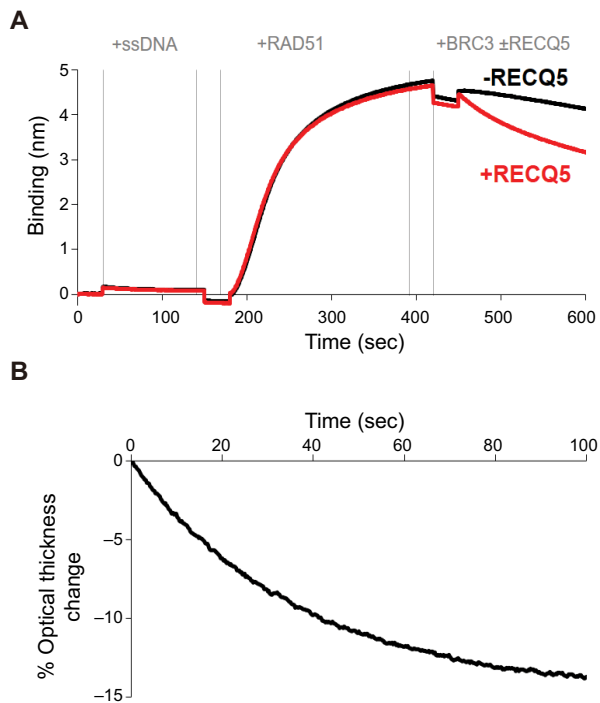 A
+ssDNA +RAD51 +BRC3 ±RECQ5
5
4
3
2
1
0
Binding (nm)
-RECQ5
+RECQ5
0 100 200 300 400 500 600
Time (sec)
B
Time (sec)
0 20 40 60 80 100
0
–5
–10
–15
% Optical thickness
change